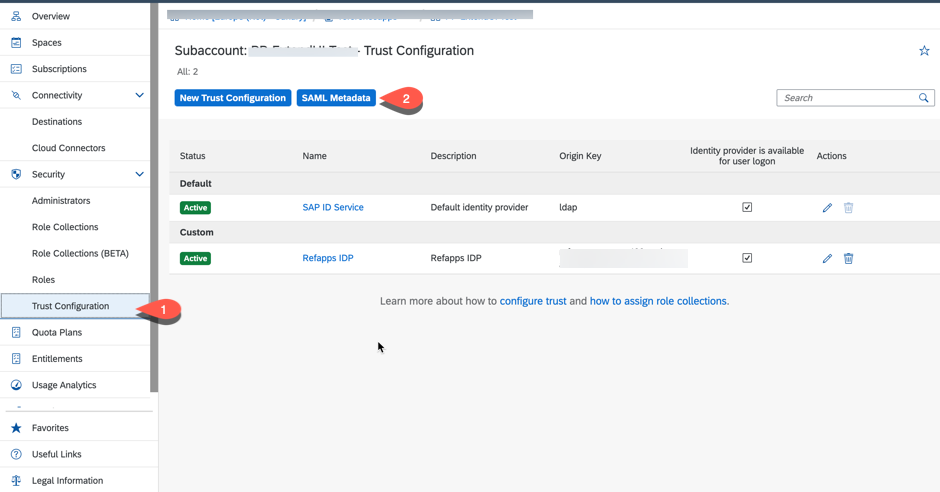 Overview
Spaces
Subscriptions
Connectivity
Destinations
Cloud Connectors
Security
Administrators
Role Collections
Role Collections (BETA)
Roles
Trust Configuration
1
Quota Plans
Entitlements
Usage Analytics
Favorites
Useful Links
Legal Information
Subaccount: - Trust Configuration
All: 2
New Trust Configuration SAML Metadata 2
Search
Status Name Description Origin Key Identity provider is available for user logon Actions
Default
Active SAP ID Service Default identity provider ldap
Custom
Active Refapps IDP Refapps IDP
Learn more about how to configure trust and how to assign role collections.